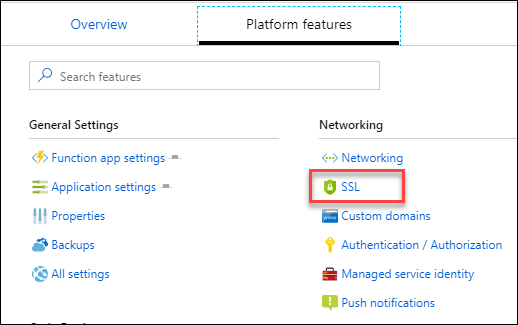 Overview
Platform features
Search features
General Settings
Function app settings
Application settings
Properties
Backups
All settings
Networking
Networking
SSL
Custom domains
Authentication / Authorization
Managed service identity
Push notifications